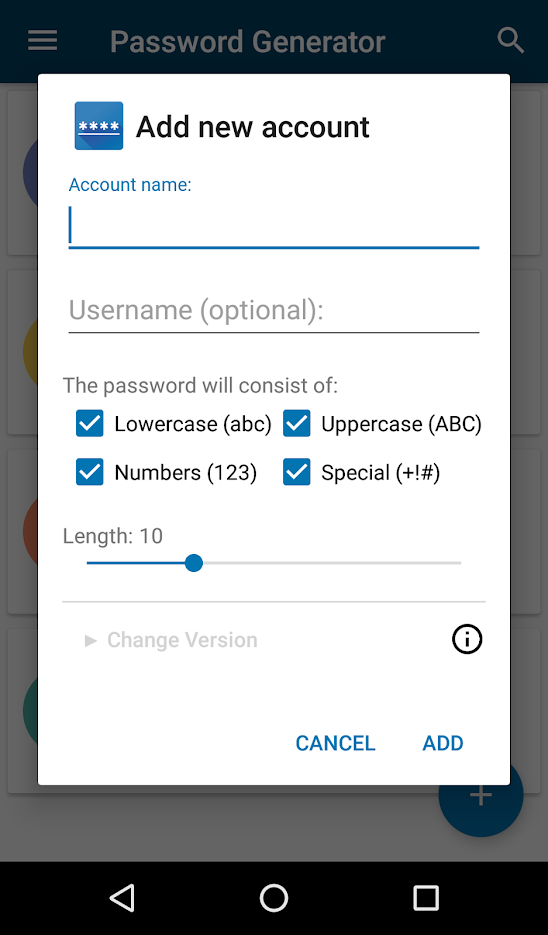 Password Generator
**** Add new account
Account name:
Username (optional):
The password will consist of:
Lowercase (abc) Uppercase (ABC)
Numbers (123) Special (+!#)
Length: 10
► Change Version
CANCEL ADD